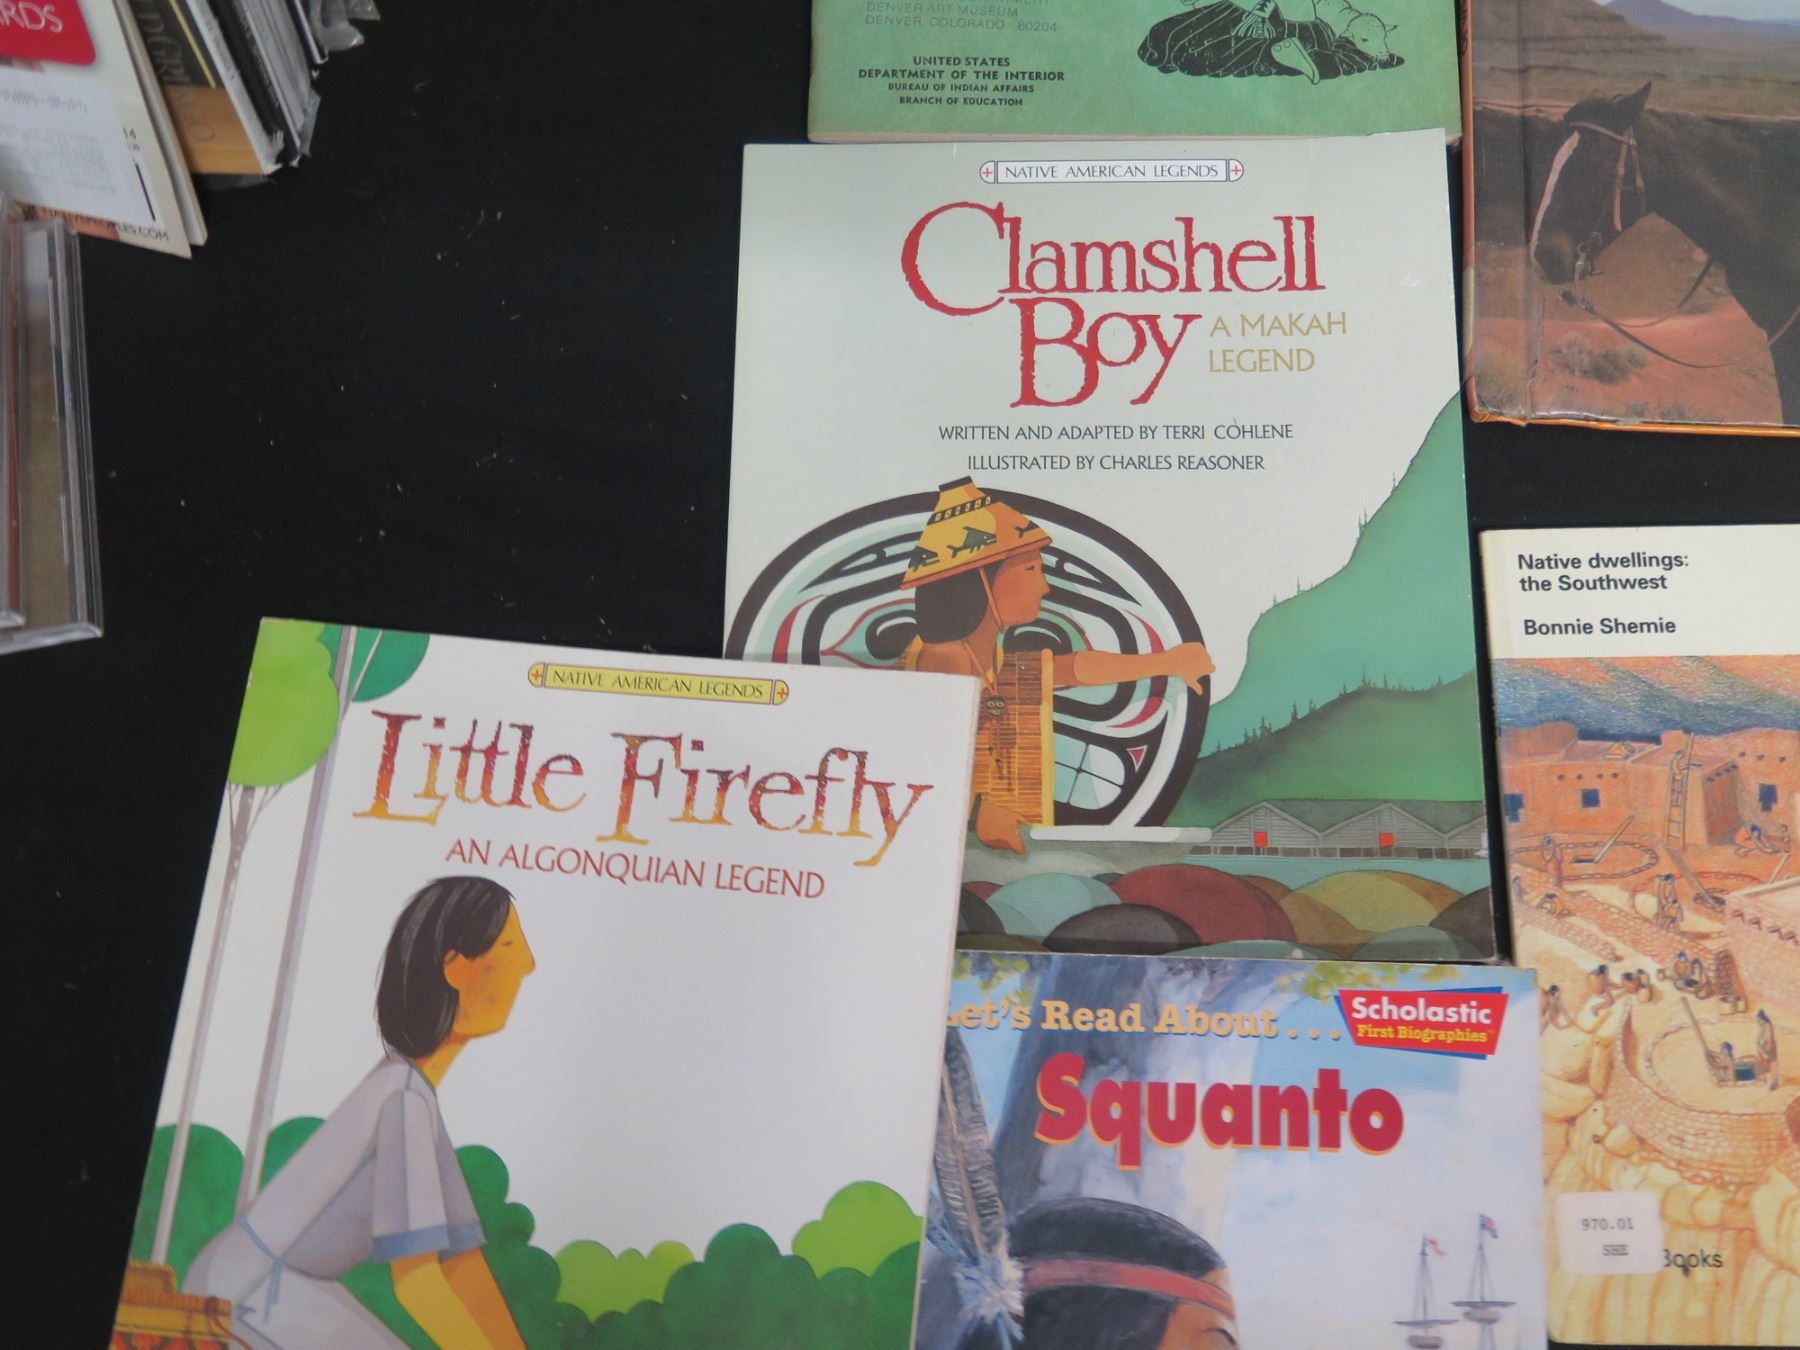 RDS
DENVER ART MUSEUM
DENVER, COLORADO 80204
UNITED STATES
DEPARTMENT OF THE INTERIOR
BUREAU OF INDIAN AFFAIRS
BRANCH OF EDUCATION
NATIVE AMERICAN LEGENDS
Clamshell
Boy
A MAKAH
LEGEND
WRITTEN AND ADAPTED BY TERRI COHLENE
ILLUSTRATED BY CHARLES REASONER
Native dwellings:
the Southwest
Bonnie Shemie
970.01
SHE
Books
NATIVE AMERICAN LEGENDS
Little Firefly
AN ALGONQUIAN LEGEND
Let's Read About...
Scholastic
First Biographies™
Squanto